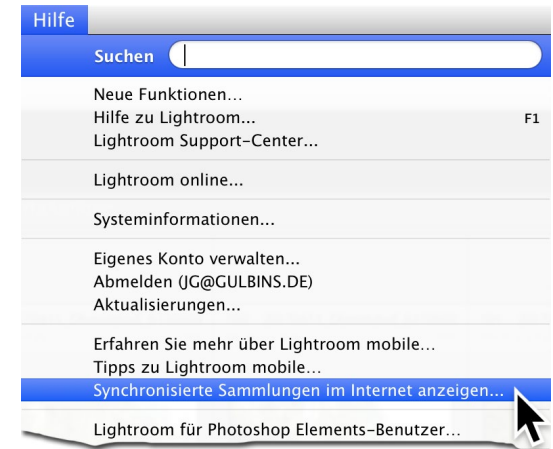 Hilfe
Suchen
Neue Funktionen...
Hilfe zu Lightroom... F1
Lightroom Support-Center...
Lightroom online...
Systeminformationen...
Eigenes Konto verwalten...
Abmelden (JG@GULBINS.DE)
Aktualisierungen...
Erfahren Sie mehr über Lightroom mobile...
Tipps zu Lightroom mobile...
Synchronisierte Sammlungen im Internet anzeigen...
Lightroom für Photoshop Elements-Benutzer...